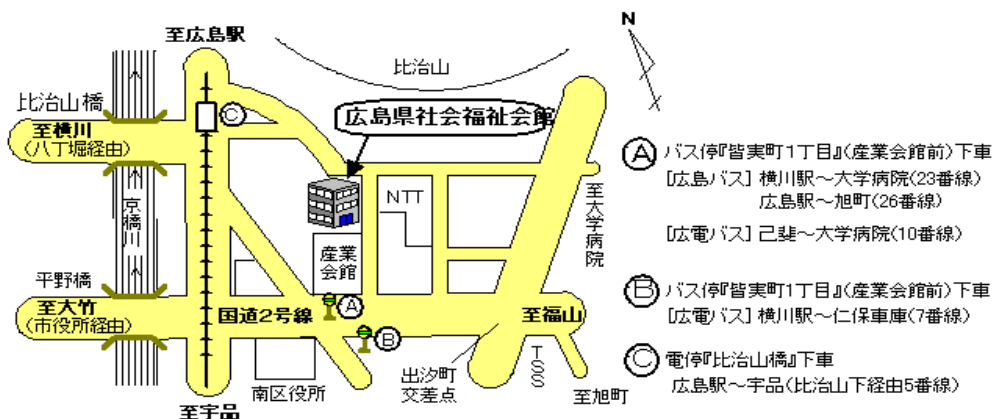 至広島駅
N
比治山
比治山橋
Ⓒ
広島県社会福祉会館
至横川
(八丁堀経由)
京橋川
NTT
至大学病院
産業
会館
平野橋
至大竹
(市役所経由)
国道2号線
Ⓐ
Ⓑ
至福山
南区役所
出汐町
交差点
TSS
至旭町
至宇品
Ⓐ バス停『皆実町1丁目』(産業会館前)下車
[広島バス] 横川駅～大学病院(23番線)
広島駅～旭町(26番線)
[広電バス] 己斐～大学病院(10番線)
Ⓑ バス停『皆実町1丁目』(産業会館前)下車
[広電バス] 横川駅～仁保車庫(7番線)
Ⓒ 電停『比治山橋』下車
広島駅～宇品(比治山下経由5番線)